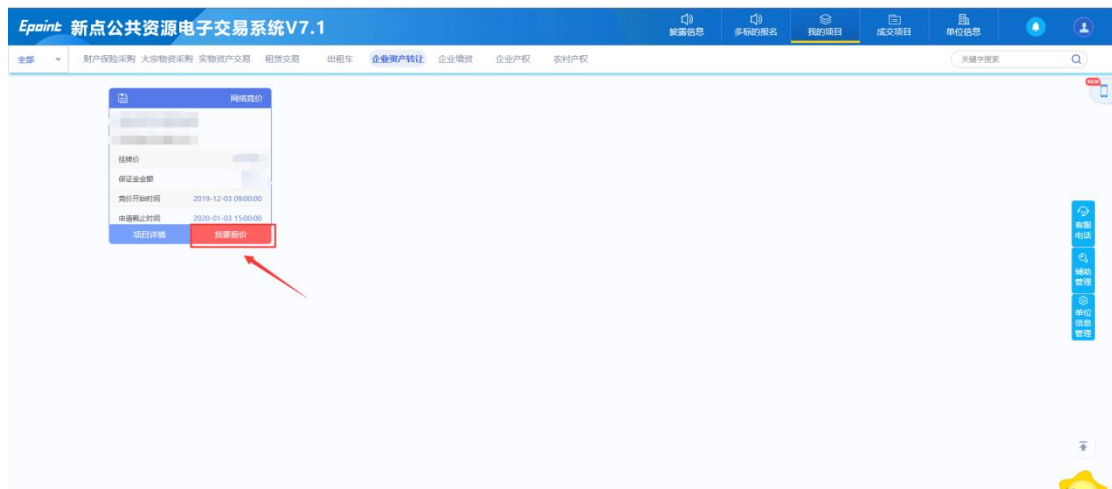 Epoint 新点公共资源电子交易系统V7.1
披露信息 多标的报名 我的项目 成交项目 单位信息
全部 财产保险采购 大宗物资采购 实物资产交易 租赁交易 出租车 企业资产转让 企业增资 企业产权 农村产权 关键字搜索
NEW
网络竞价
挂牌价
保证金金额
竞价开始时间 2019-12-03 09:00:00
申请截止时间 2020-01-03 15:00:00
项目详情 我要报价
客服
电话
辅助
管理
单位
信息
管理